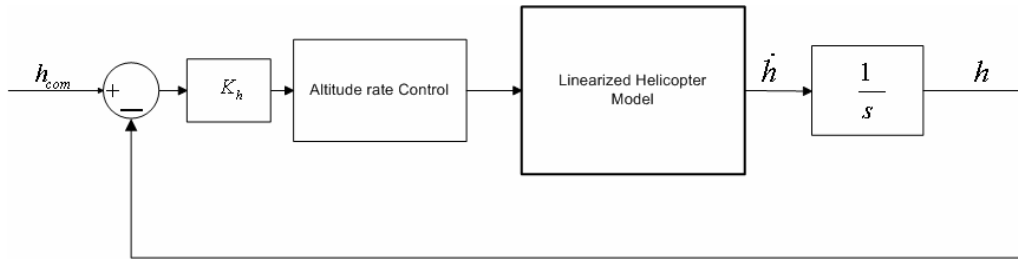 h_com
+
−
K_h
Altitude rate Control
Linearized Helicopter
Model
ḣ
1
s
h